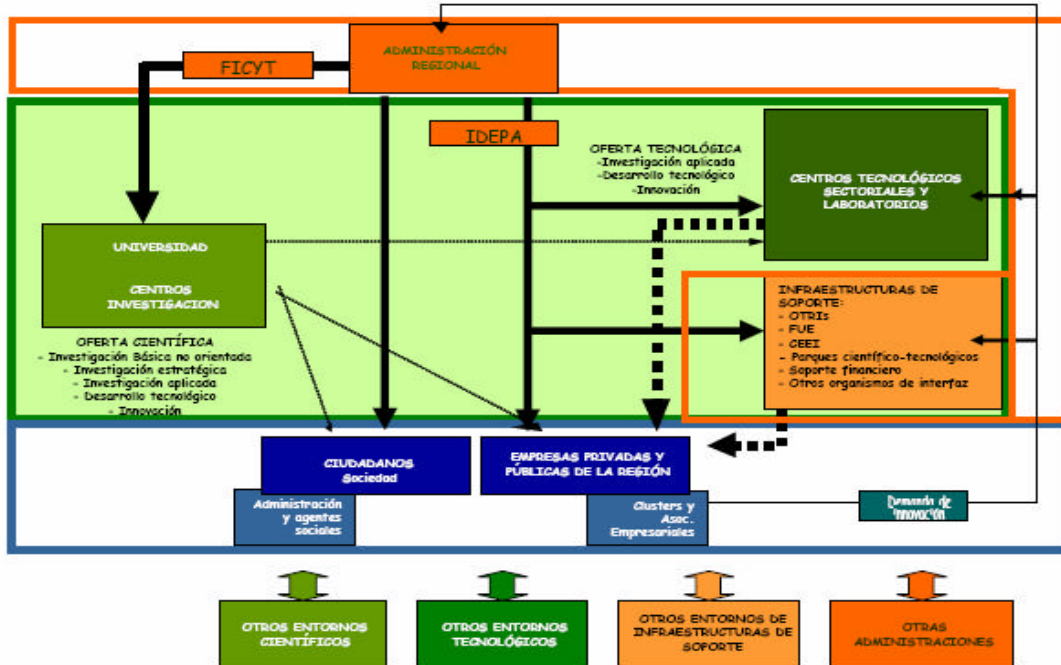 ADMINISTRACIÓN
REGIONAL
FICYT
IDEPA
OFERTA TECNOLÓGICA
-Investigación aplicada
-Desarrollo tecnológico
-Innovación
CENTROS TECNOLÓGICOS
SECTORIALES Y
LABORATORIOS
UNIVERSIDAD
CENTROS
INVESTIGACION
OFERTA CIENTÍFICA
- Investigación Básica no orientada
- Investigación estratégica
- Investigación aplicada
- Desarrollo tecnológico
- Innovación
INFRAESTRUCTURAS DE
SOPORTE:
- OTRIs
- FUE
- CEEI
- Parques científico-tecnológicos
- Soporte financiero
- Otros organismos de interfaz
CIUDADANOS
Sociedad
EMPRESAS PRIVADAS Y
PÚBLICAS DE LA REGIÓN
Administración
y agentes
sociales
Clusters y
Asoc.
Empresariales
Demanda de
innovación
OTROS ENTORNOS
CIENTÍFICOS
OTROS ENTORNOS
TECNOLÓGICOS
OTROS ENTORNOS DE
INFRAESTRUCTURAS DE
SOPORTE
OTRAS
ADMINISTRACIONES